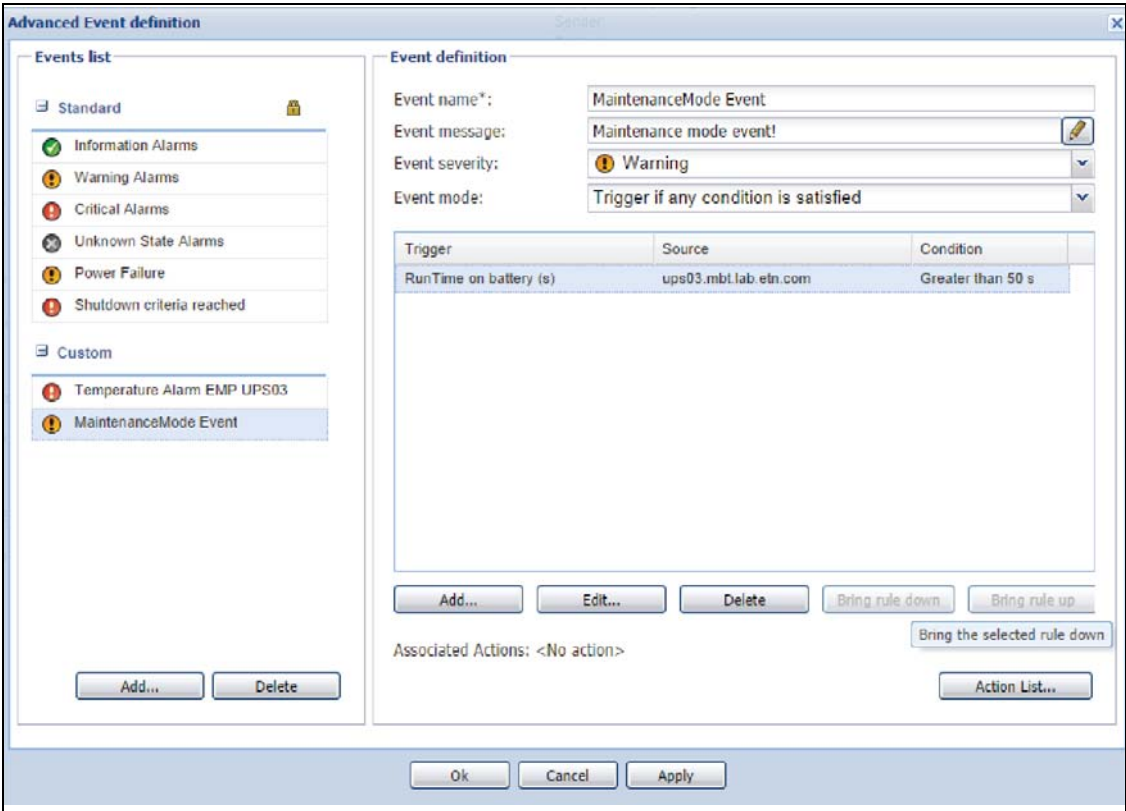 Advanced Event definition
Sender:
Events list
Standard
Information Alarms
Warning Alarms
Critical Alarms
Unknown State Alarms
Power Failure
Shutdown criteria reached
Custom
Temperature Alarm EMP UPS03
MaintenanceMode Event
Add...
Delete
Event definition
Event name*: MaintenanceMode Event
Event message: Maintenance mode event!
Event severity: Warning
Event mode: Trigger if any condition is satisfied
Trigger Source Condition
RunTime on battery (s) ups03.mbt.lab.etn.com Greater than 50 s
Add... Edit... Delete Bring rule down Bring rule up
Bring the selected rule down
Associated Actions: <No action>
Action List...
Ok Cancel Apply